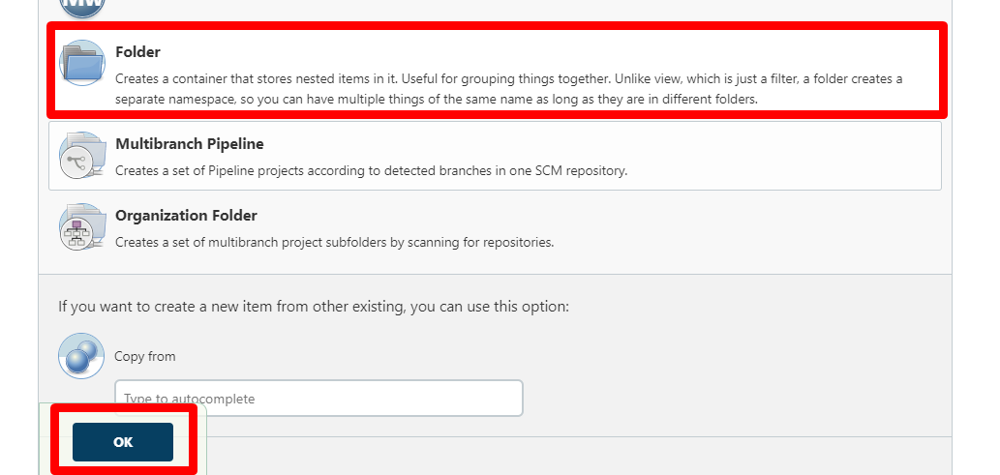 MW
Folder
Creates a container that stores nested items in it. Useful for grouping things together. Unlike view, which is just a filter, a folder creates a
separate namespace, so you can have multiple things of the same name as long as they are in different folders.
Multibranch Pipeline
Creates a set of Pipeline projects according to detected branches in one SCM repository.
Organization Folder
Creates a set of multibranch project subfolders by scanning for repositories.
If you want to create a new item from other existing, you can use this option:
Copy from
Type to autocomplete
OK